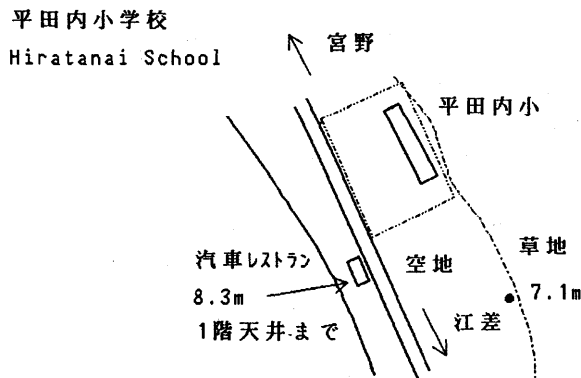 平田内小学校
Hiratanai School
宮野
平田内小
汽車レストラン
8.3m
1階天井まで
空地
草地
7.1m
江差